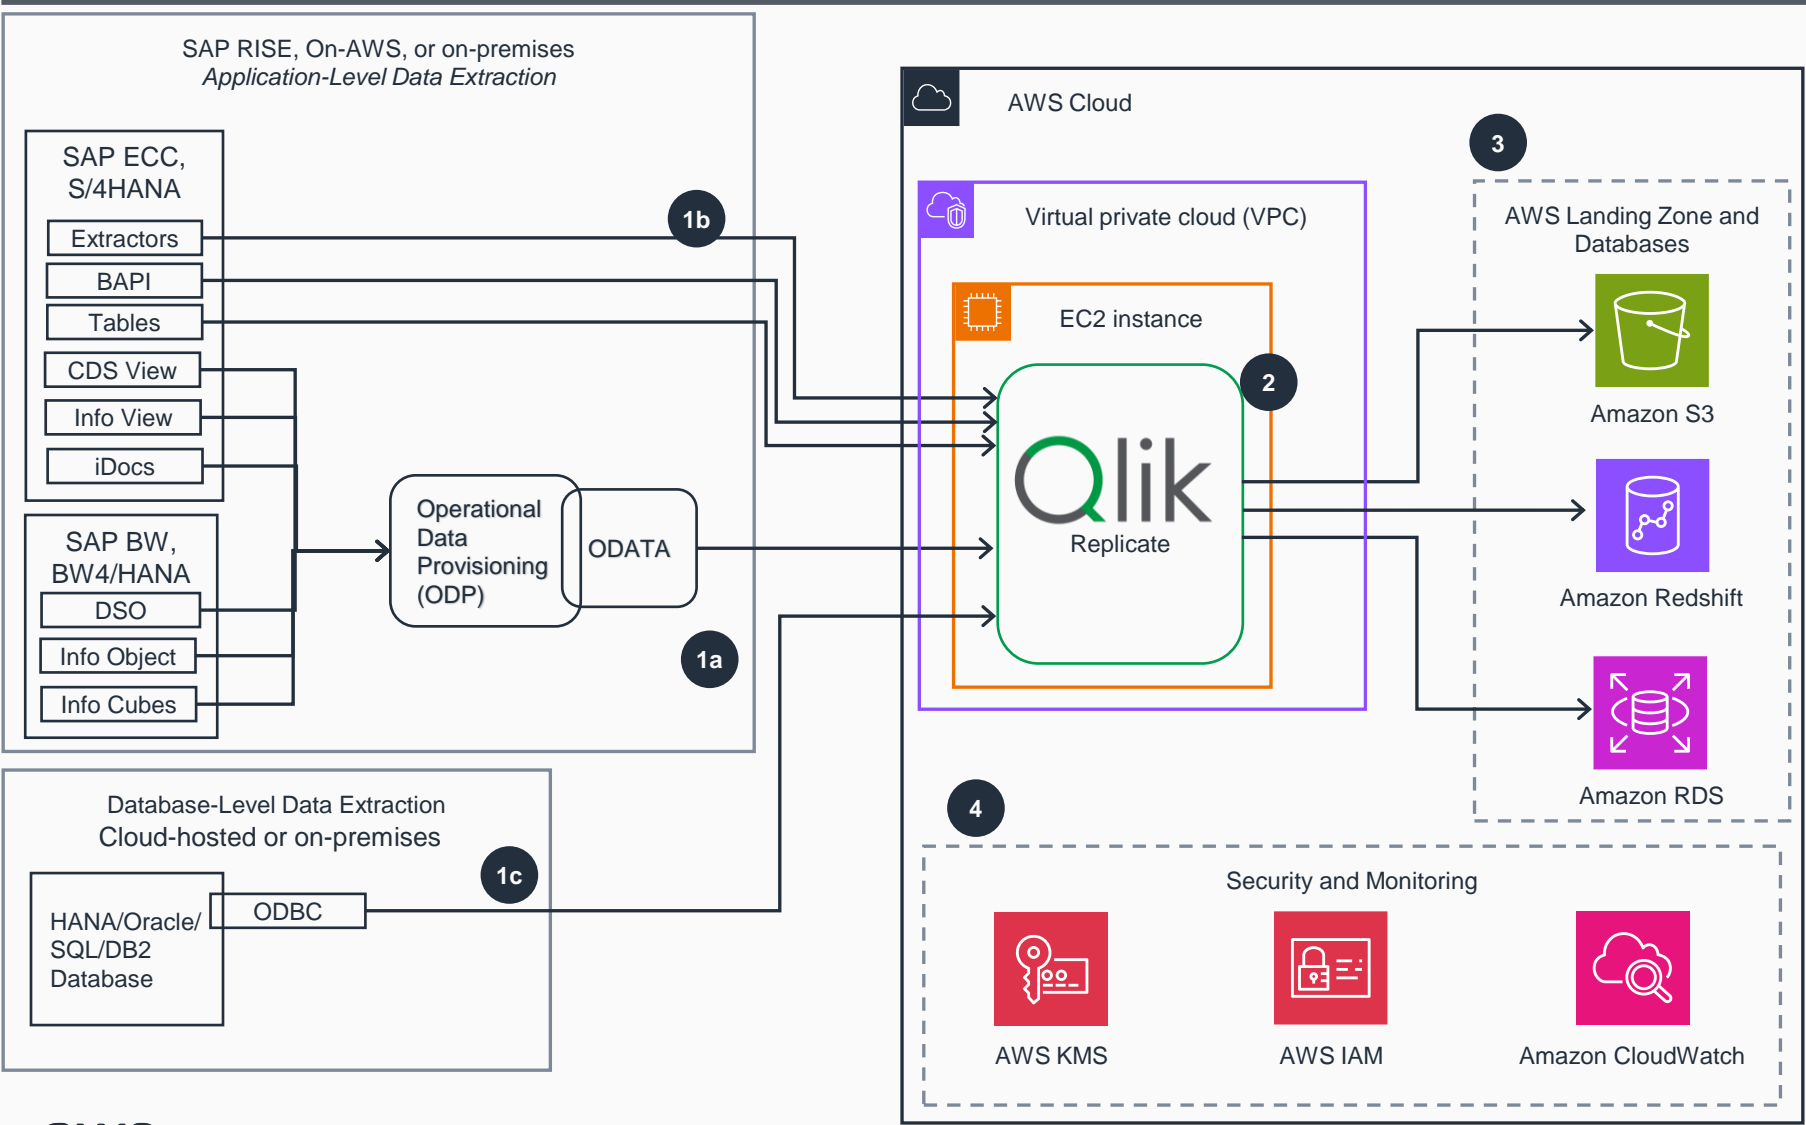 SAP RISE, On-AWS, or on-premises
Application-Level Data Extraction
SAP ECC,
S/4HANA
Extractors
BAPI
Tables
CDS View
Info View
iDocs
SAP BW,
BW4/HANA
DSO
Info Object
Info Cubes
Operational
Data
Provisioning
(ODP)
ODATA
1b
1a
Database-Level Data Extraction
Cloud-hosted or on-premises
1c
HANA/Oracle/
SQL/DB2
Database
ODBC
AWS Cloud
Virtual private cloud (VPC)
EC2 instance
2
Qlik
Replicate
3
AWS Landing Zone and
Databases
Amazon S3
Amazon Redshift
Amazon RDS
4
Security and Monitoring
AWS KMS
AWS IAM
Amazon CloudWatch